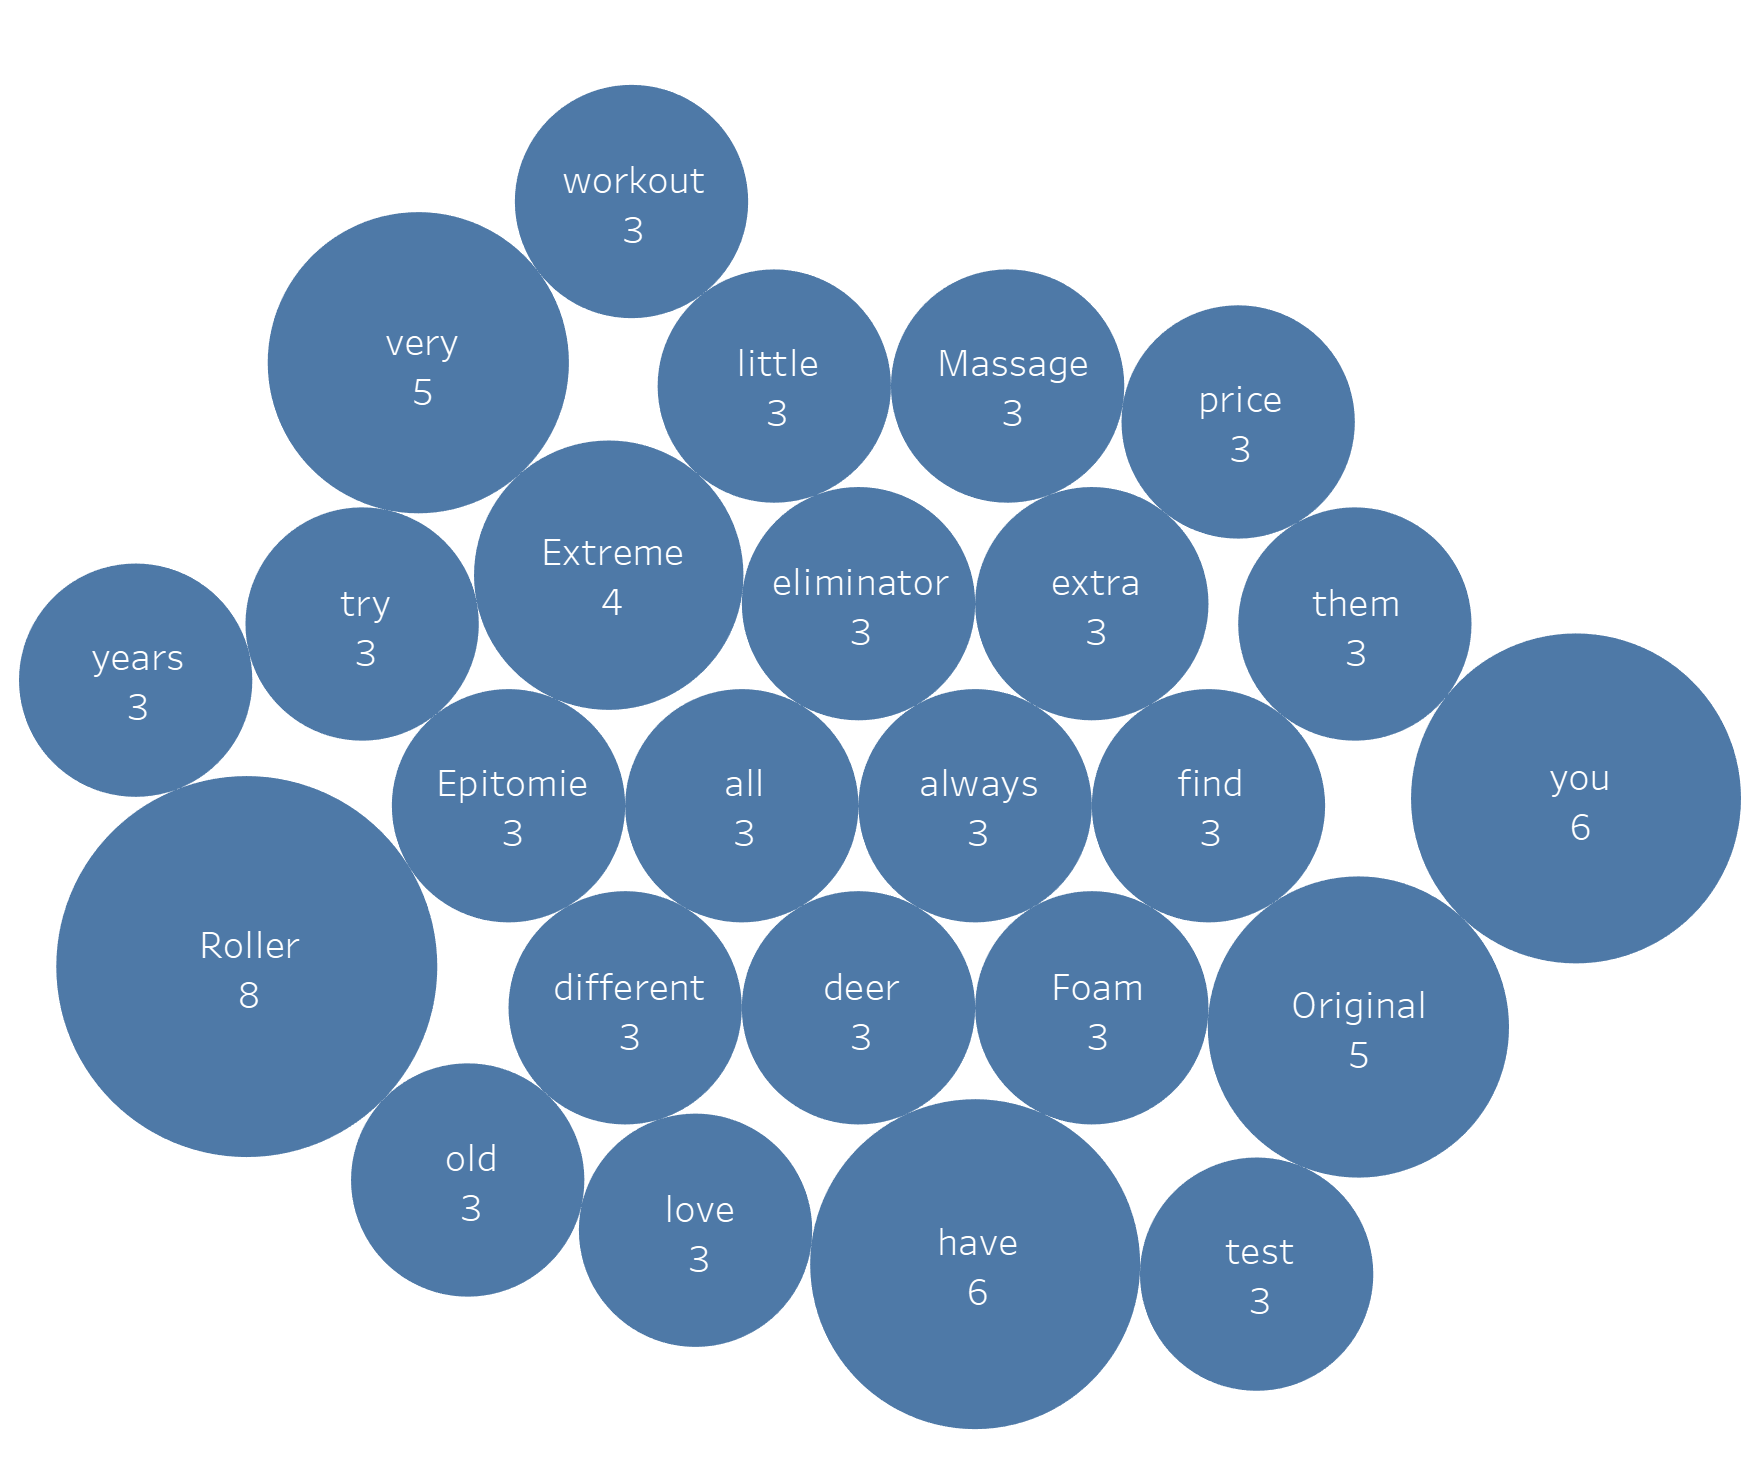 workout
3
very
5
little
3
Massage
3
price
3
Extreme
4
eliminator
3
extra
3
try
3
them
3
years
3
you
6
Epitomie
3
all
3
always
3
find
3
Roller
8
different
3
deer
3
Foam
3
Original
5
old
3
love
3
have
6
test
3